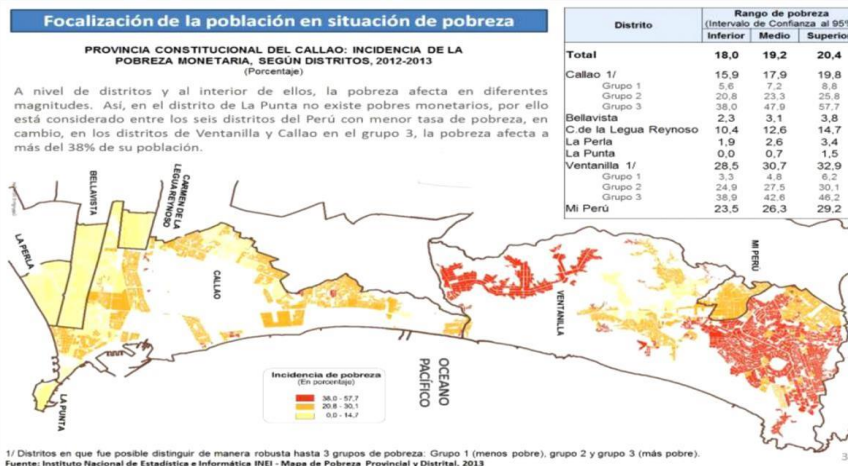 Focalización de la población en situación de pobreza
PROVINCIA CONSTITUCIONAL DEL CALLAO: INCIDENCIA DE LA
POBREZA MONETARIA, SEGÚN DISTRITOS, 2012-2013
(Porcentaje)
A nivel de distritos y al interior de ellos, la pobreza afecta en diferentes
magnitudes. Así, en el distrito de La Punta no existe pobres monetarios, por ello
está considerado entre los seis distritos del Perú con menor tasa de pobreza, en
cambio, en los distritos de Ventanilla y Callao en el grupo 3, la pobreza afecta a
más del 38% de su población.
Distrito
Rango de pobreza
(Intervalo de Confianza al 95%
Inferior Medio Superior
Total 18,0 19,2 20,4
Callao 1/ 15,9 17,9 19,8
Grupo 1 5,6 7,2 8,8
Grupo 2 20,8 23,3 25,8
Grupo 3 38,0 47,9 57,7
Bellavista 2,3 3,1 3,8
C.de la Legua Reynoso 10,4 12,6 14,7
La Perla 1,9 2,6 3,4
La Punta 0,0 0,7 1,5
Ventanilla 1/ 28,5 30,7 32,9
Grupo 1 3,3 4,8 6,2
Grupo 2 24,9 27,5 30,1
Grupo 3 38,9 42,6 46,2
Mi Perú 23,5 26,3 29,2
LA PERLA
BELLAVISTA
CARMEN DE LA
LEGUA REYNOSO
CALLAO
LA PUNTA
VENTANILLA
MI PERÚ
OCEANO
PACÍFICO
Incidencia de pobreza
(En porcentaje)
38,0 - 57,7
20,8 - 30,1
0,0 - 14,7
1/ Distritos en que fue posible distinguir de manera robusta hasta 3 grupos de pobreza: Grupo 1 (menos pobre), grupo 2 y grupo 3 (más pobre).
Fuente: Instituto Nacional de Estadística e Informática INEI - Mapa de Pobreza Provincial y Distrital, 2013
3